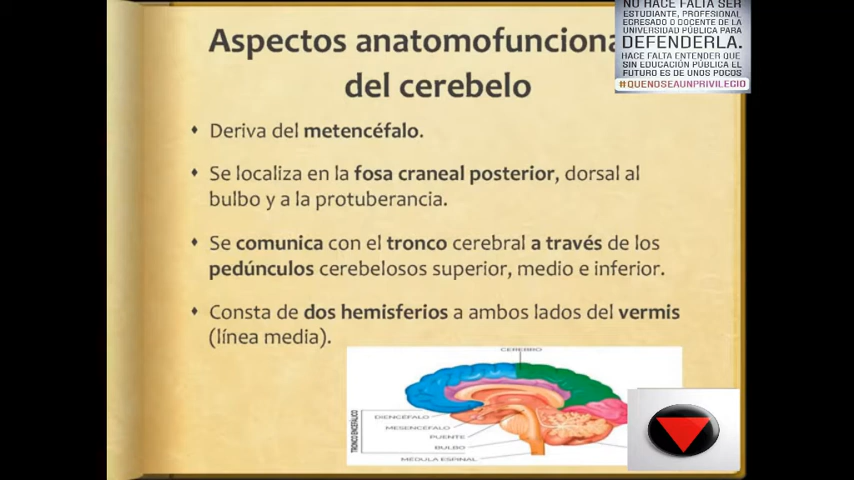 NO HACE FALTA SER
ESTUDIANTE, PROFESIONAL
EGRESADO O DOCENTE DE LA
UNIVERSIDAD PÚBLICA PARA
DEFENDERLA.
HACE FALTA ENTENDER QUE
SIN EDUCACIÓN PÚBLICA EL
FUTURO ES DE UNOS POCOS
#QUENOSEAUNPRIVILEGIO
Aspectos anatomofunciona
del cerebelo
♦ Deriva del metencéfalo.
♦ Se localiza en la fosa craneal posterior, dorsal al
bulbo y a la protuberancia.
♦ Se comunica con el tronco cerebral a través de los
pedúnculos cerebelosos superior, medio e inferior.
♦ Consta de dos hemisferios a ambos lados del vermis
(línea media).
CEREBRO
TRONCO ENCEFÁLICO
DIENCÉFALO
MESENCÉFALO
PUENTE
BULBO
MÉDULA ESPINAL